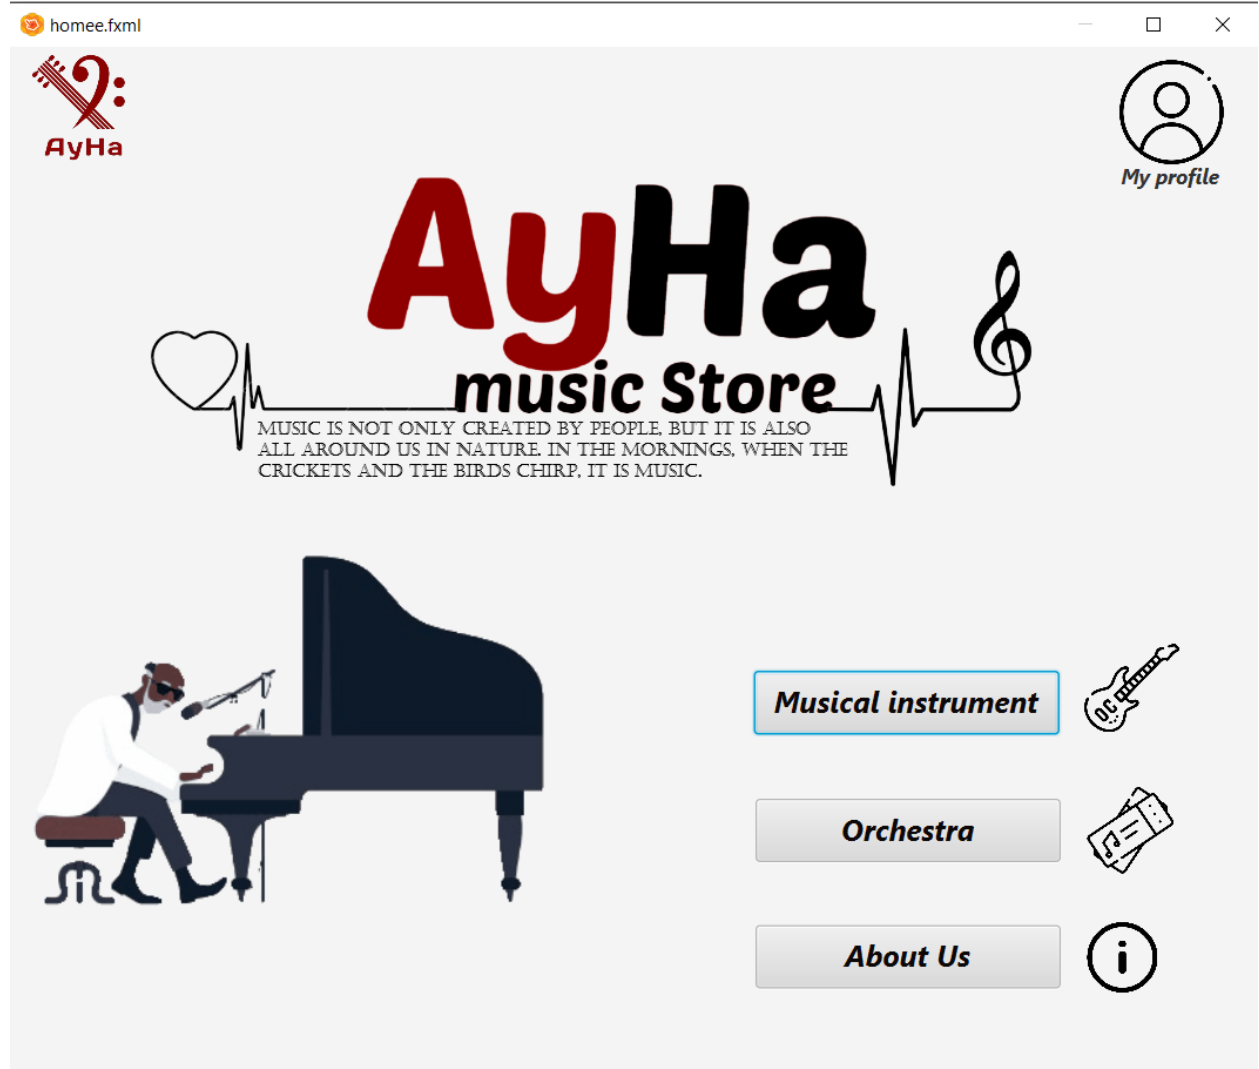 homee.fxml
AyHa
My profile
AyHa
music Store
MUSIC IS NOT ONLY CREATED BY PEOPLE, BUT IT IS ALSO
ALL AROUND US IN NATURE. IN THE MORNINGS, WHEN THE
CRICKETS AND THE BIRDS CHIRP, IT IS MUSIC.
Musical instrument
Orchestra
About Us